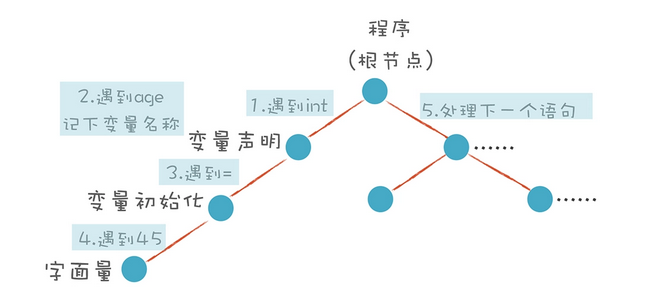 程序
(根节点)
2.遇到age
记下变量名称
1.遇到int
5.处理下一个语句
变量声明
······
3.遇到=
变量初始化
······
4.遇到45
字面量